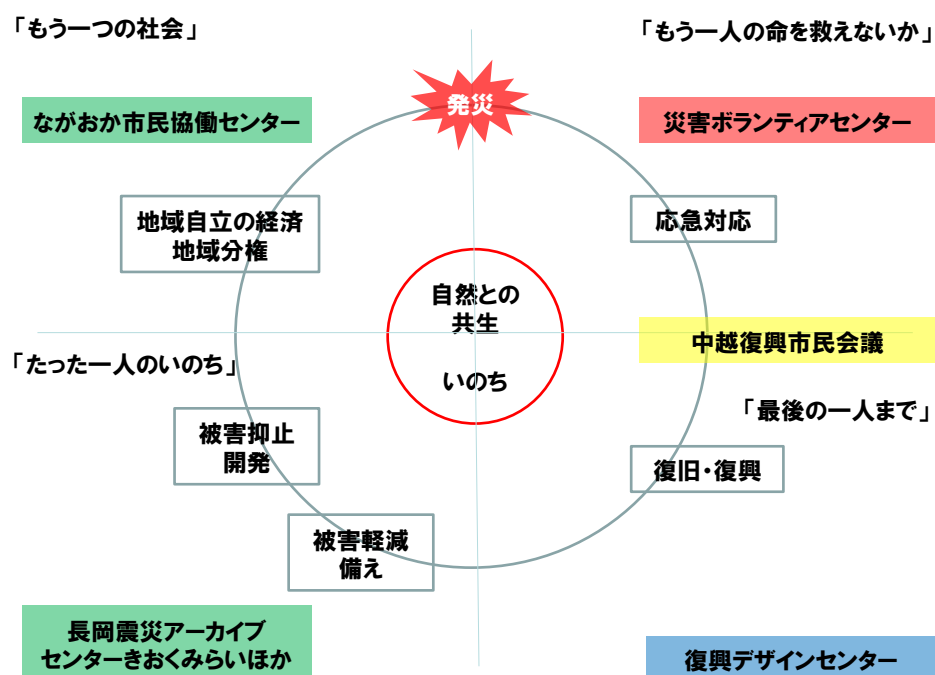 「もう一つの社会」
「もう一人の命を救えないか」
発災
ながおか市民協働センター
災害ボランティアセンター
地域自立の経済
地域分権
応急対応
自然との
共生
いのち
中越復興市民会議
「たった一人のいのち」
「最後の一人まで」
被害抑止
開発
復旧・復興
被害軽減
備え
長岡震災アーカイブ
センターきおくみらいほか
復興デザインセンター